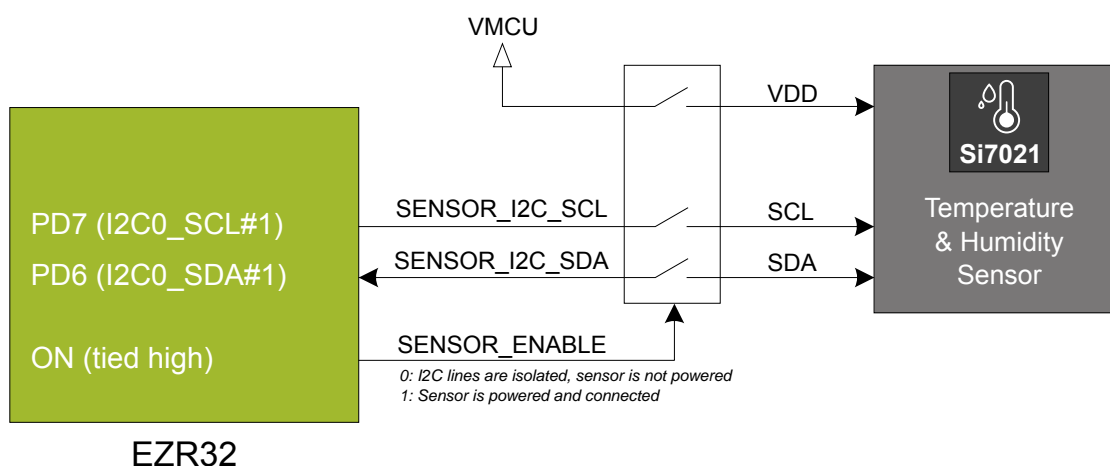 VMCU
VDD
Si7021
PD7 (I2C0_SCL#1)
SENSOR_I2C_SCL
SCL
Temperature
& Humidity
Sensor
PD6 (I2C0_SDA#1)
SENSOR_I2C_SDA
SDA
ON (tied high)
SENSOR_ENABLE
0: I2C lines are isolated, sensor is not powered
1: Sensor is powered and connected
EZR32